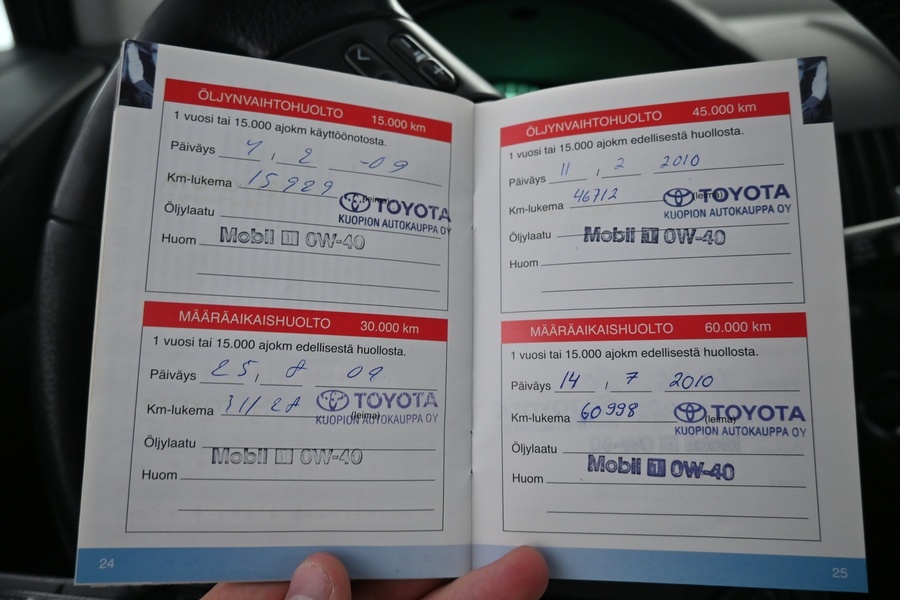 ÖLJYNVAIHTOHUOLTO 15.000 km
1 vuosi tai 15.000 ajokm käyttöönotosta.
Päiväys 4, 2 -09
Km-lukema 15929
(leima)
TOYOTA
KUOPION AUTOKAUPPA OY
Öljylaatu
Mobil 1 0W-40
Huom
MÄÄRÄAIKAISHUOLTO 30.000 km
1 vuosi tai 15.000 ajokm edellisestä huollosta.
Päiväys 25, 8 09
Km-lukema
(leima)
TOYOTA
KUOPION AUTOKAUPPA OY
Öljylaatu
Mobil 1 0W-40
Huom
24
ÖLJYNVAIHTOHUOLTO 45.000 km
1 vuosi tai 15.000 ajokm edellisestä huollosta.
Päiväys 11, 2 2010
Km-lukema 46712
(leima)
TOYOTA
KUOPION AUTOKAUPPA OY
Öljylaatu
Mobil 1 0W-40
Huom
MÄÄRÄAIKAISHUOLTO 60.000 km
1 vuosi tai 15.000 ajokm edellisestä huollosta.
Päiväys 14, 7 2010
Km-lukema 60998
(leima)
TOYOTA
KUOPION AUTOKAUPPA OY
Öljylaatu
Mobil 1 0W-40
Huom
25